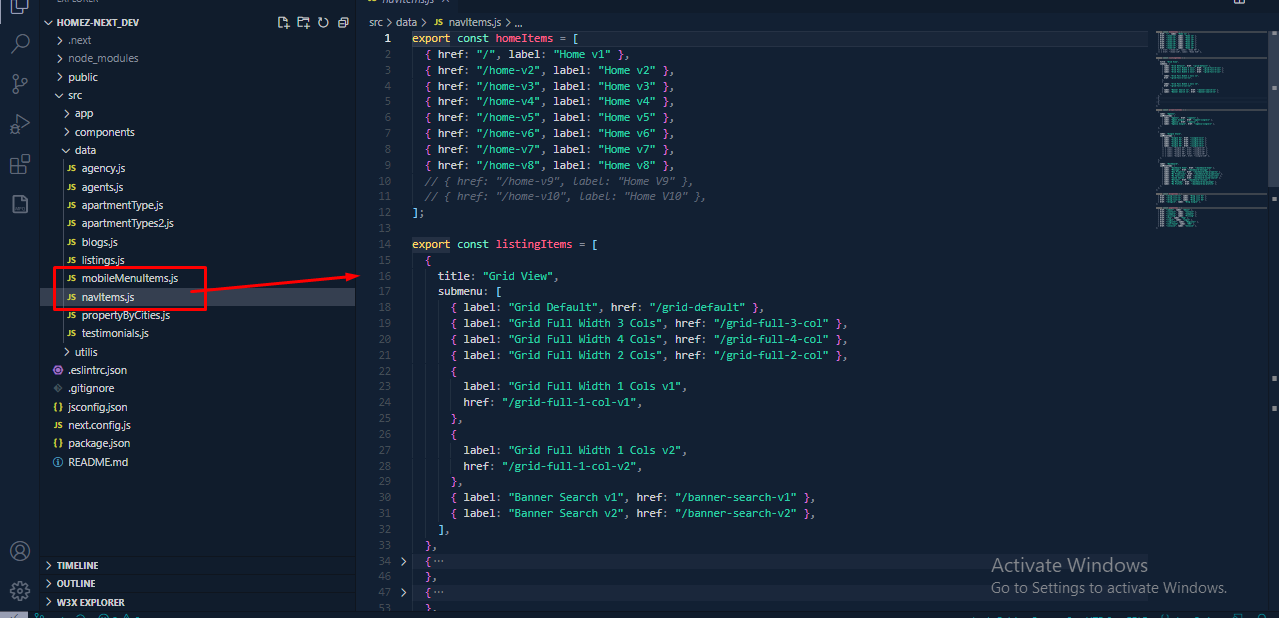 EXPLORER
HOMEZ-NEXT_DEV
.next
node_modules
public
src
app
components
data
JS agency.js
JS agents.js
JS apartmentType.js
JS apartmentTypes2.js
JS blogs.js
JS listings.js
JS mobileMenuItems.js
JS navItems.js
JS propertyByCities.js
JS testimonials.js
utilis
.eslintrc.json
.gitignore
{} jsconfig.json
JS next.config.js
{} package.json
README.md
TIMELINE
OUTLINE
W3X EXPLORER
navItems.js
src > data > JS navItems.js > ...
1 export const homeItems = [
2 { href: "/", label: "Home v1" },
3 { href: "/home-v2", label: "Home v2" },
4 { href: "/home-v3", label: "Home v3" },
5 { href: "/home-v4", label: "Home v4" },
6 { href: "/home-v5", label: "Home v5" },
7 { href: "/home-v6", label: "Home v6" },
8 { href: "/home-v7", label: "Home v7" },
9 { href: "/home-v8", label: "Home v8" },
10 // { href: "/home-v9", label: "Home V9" },
11 // { href: "/home-v10", label: "Home V10" },
12 ];
13
14 export const listingItems = [
15 {
16 title: "Grid View",
17 submenu: [
18 { label: "Grid Default", href: "/grid-default" },
19 { label: "Grid Full Width 3 Cols", href: "/grid-full-3-col" },
20 { label: "Grid Full Width 4 Cols", href: "/grid-full-4-col" },
21 { label: "Grid Full Width 2 Cols", href: "/grid-full-2-col" },
22 {
23 label: "Grid Full Width 1 Cols v1",
24 href: "/grid-full-1-col-v1",
25 },
26 {
27 label: "Grid Full Width 1 Cols v2",
28 href: "/grid-full-1-col-v2",
29 },
30 { label: "Banner Search v1", href: "/banner-search-v1" },
31 { label: "Banner Search v2", href: "/banner-search-v2" },
32 ],
33 },
34 > {···
46 },
47 > {···
53 },
Activate Windows
Go to Settings to activate Windows.